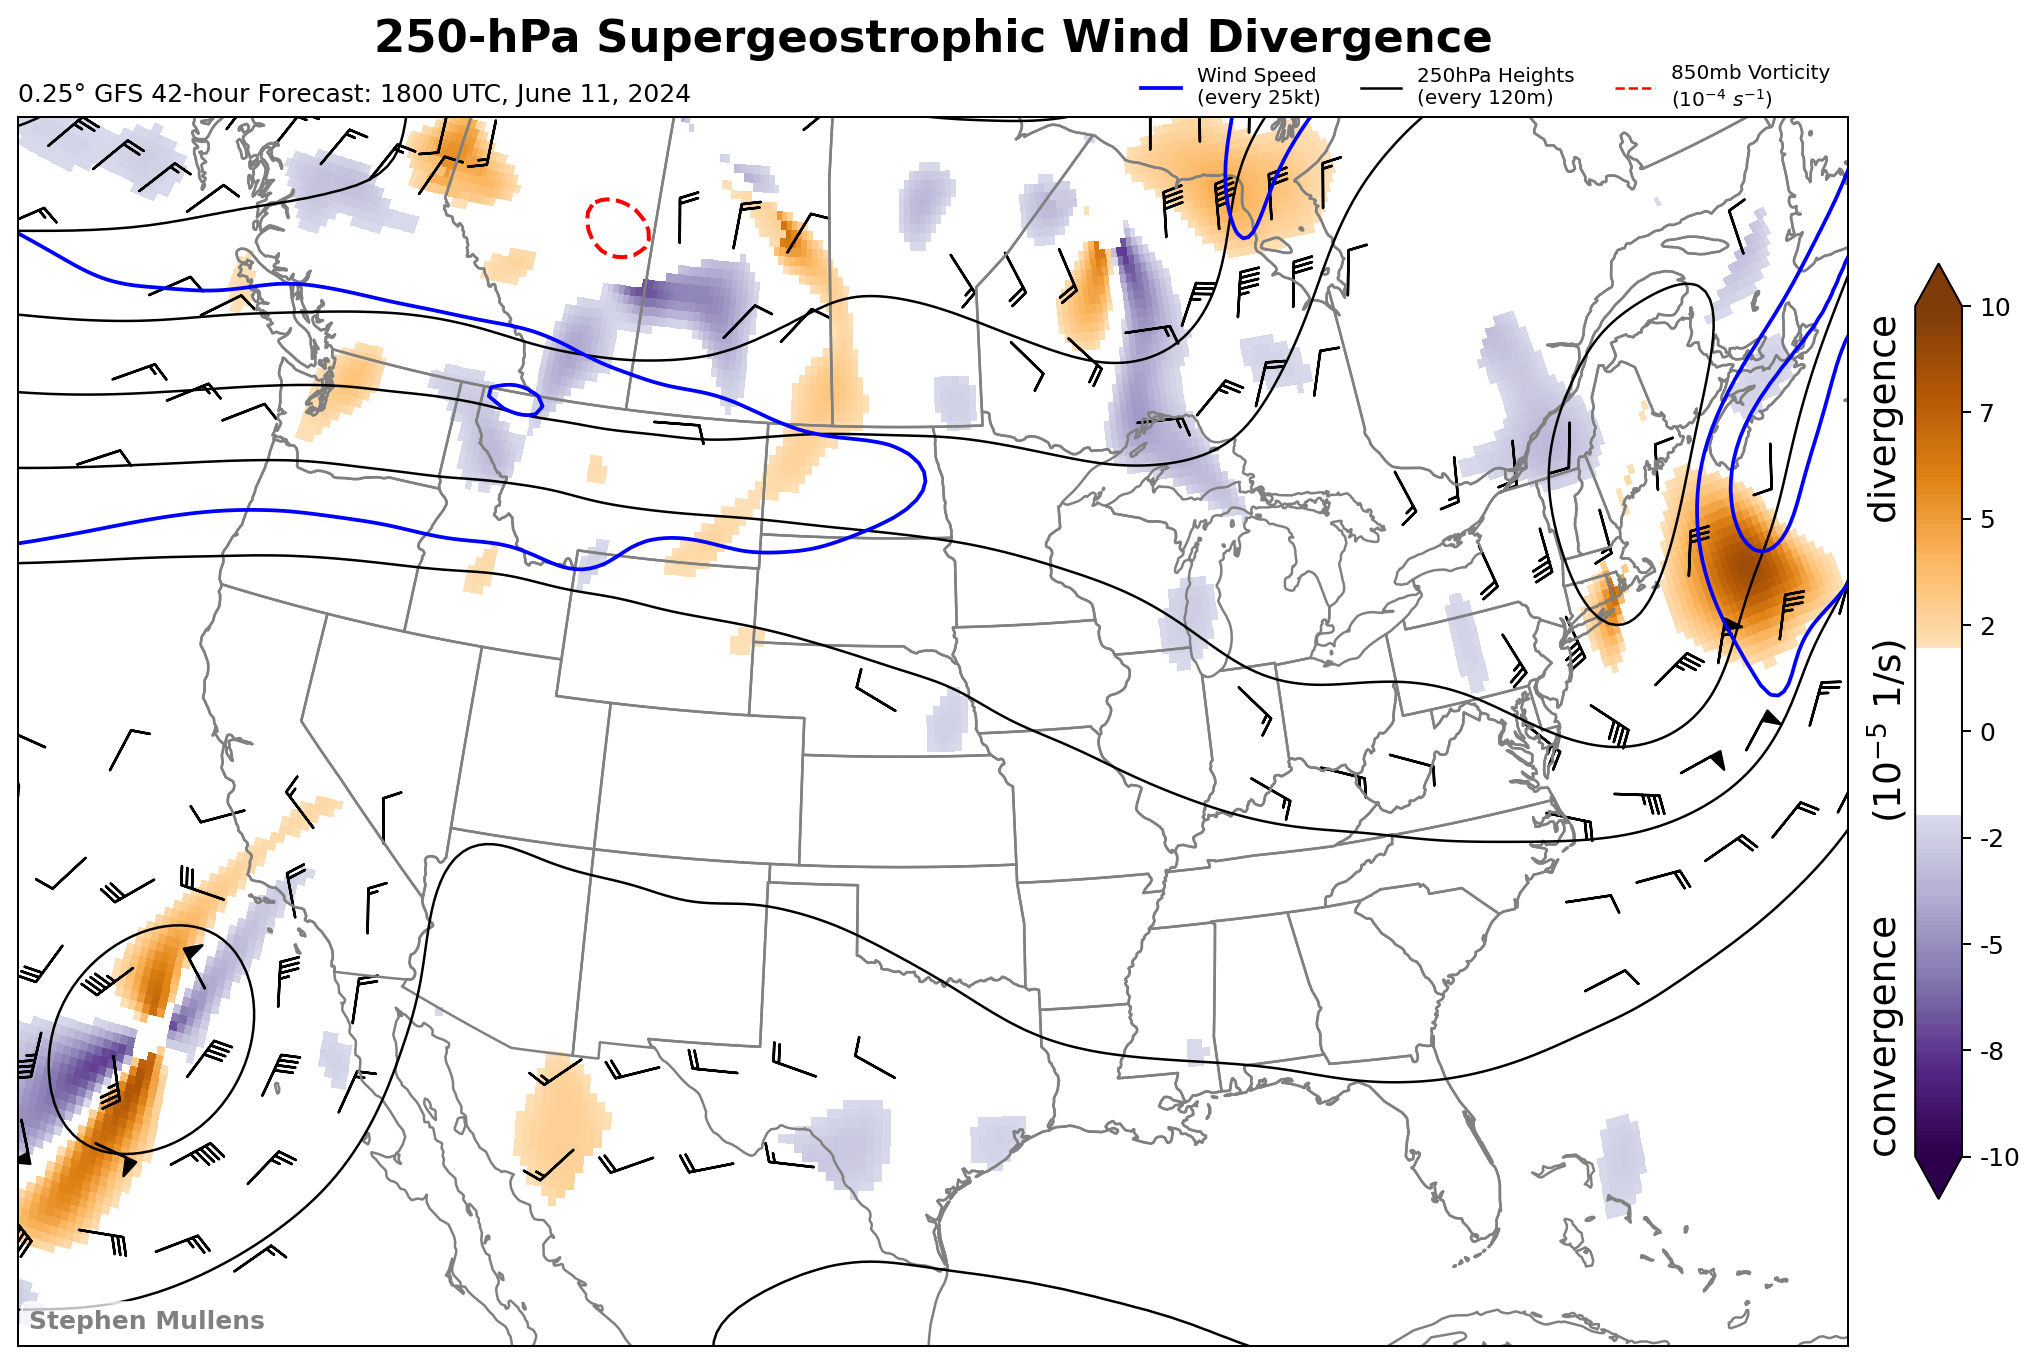 250-hPa Supergeostrophic Wind Divergence
0.25° GFS 42-hour Forecast: 1800 UTC, June 11, 2024
Wind Speed
(every 25kt)
250hPa Heights
(every 120m)
850mb Vorticity
(10⁻⁴ s⁻¹)
10
7
5
2
0
-2
-5
-8
-10
convergence (10⁻⁵ 1/s) divergence
Stephen Mullens